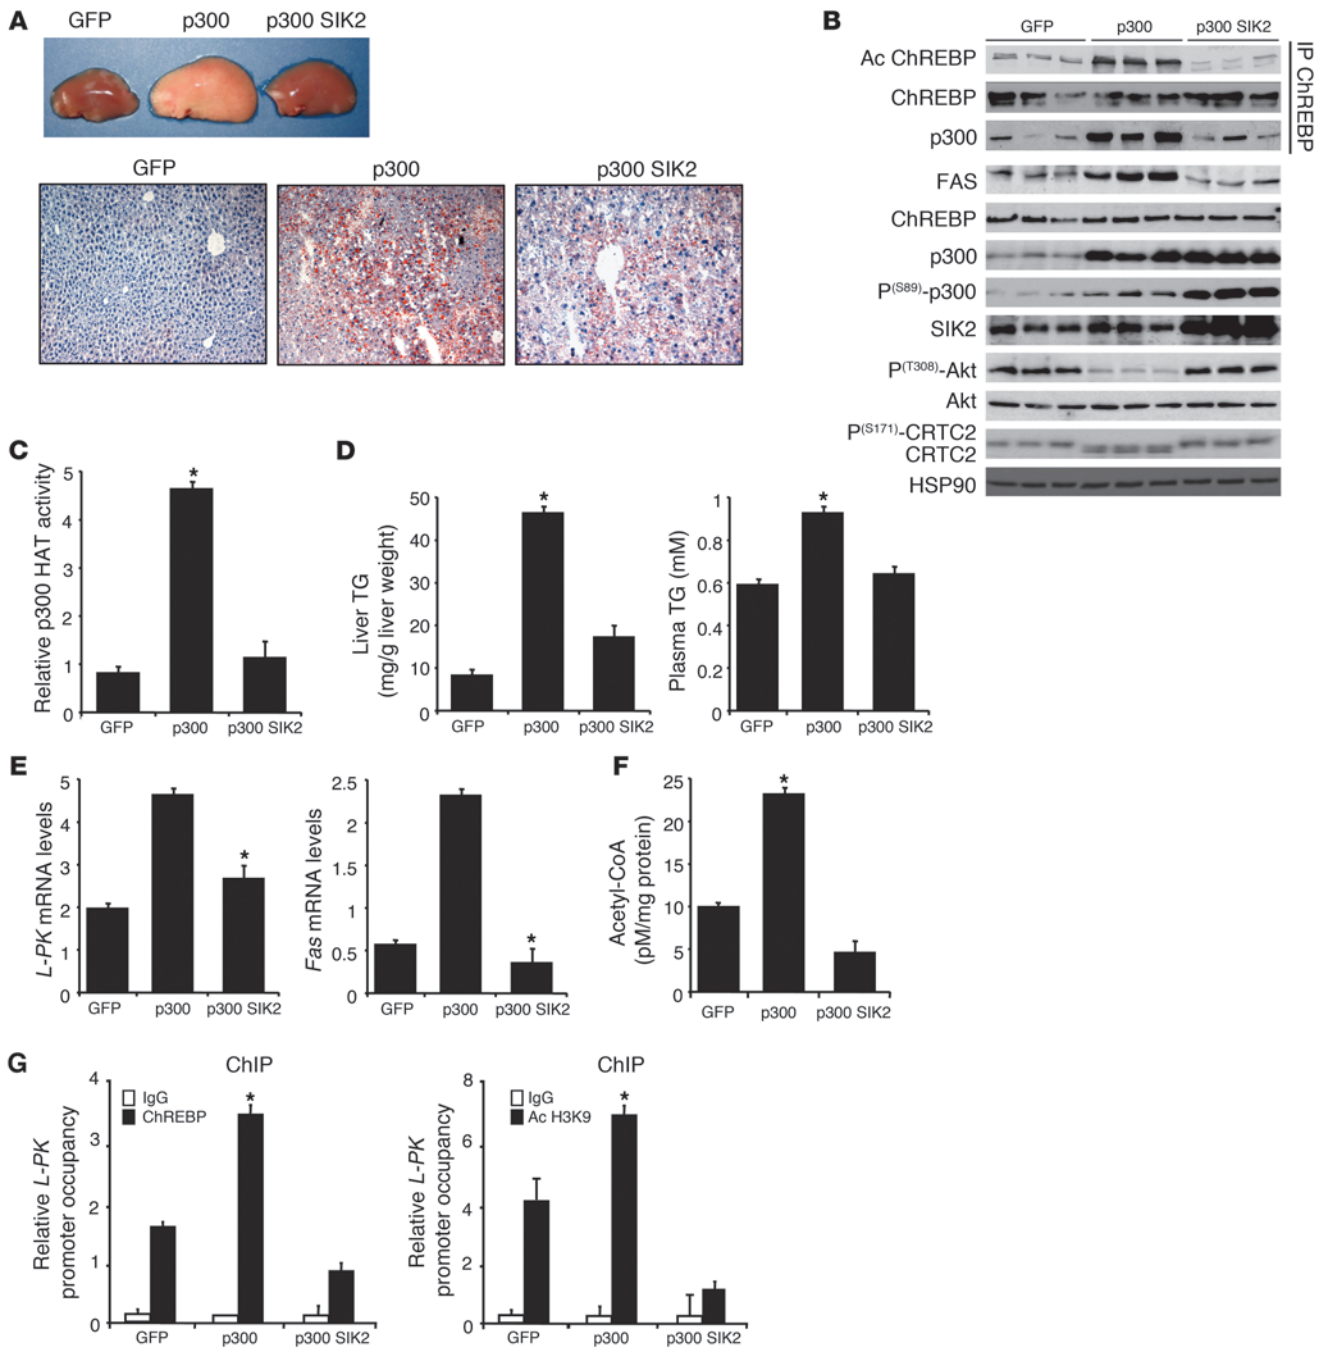 A
GFP p300 p300 SIK2
GFP p300 p300 SIK2
B
GFP p300 p300 SIK2
Ac ChREBP
ChREBP
p300
IP ChREBP
FAS
ChREBP
p300
P(S89)-p300
SIK2
P(T308)-Akt
Akt
P(S171)-CRTC2
CRTC2
HSP90
C
Relative p300 HAT activity
5
4
3
2
1
0
GFP p300 p300 SIK2
*
D
Liver TG
(mg/g liver weight)
50
40
30
20
10
0
GFP p300 p300 SIK2
*
Plasma TG (mM)
1
0.8
0.6
0.4
0.2
0
GFP p300 p300 SIK2
*
E
L-PK mRNA levels
5
4
3
2
1
0
GFP p300 p300 SIK2
*
Fas mRNA levels
2.5
2
1.5
1
0.5
0
GFP p300 p300 SIK2
*
F
Acetyl-CoA
(pM/mg protein)
25
20
15
10
5
0
GFP p300 p300 SIK2
*
G
ChIP
Relative L-PK
promoter occupancy
4
3
2
1
0
IgG
ChREBP
*
GFP p300 p300 SIK2
ChIP
Relative L-PK
promoter occupancy
8
6
4
2
0
IgG
Ac H3K9
*
GFP p300 p300 SIK2